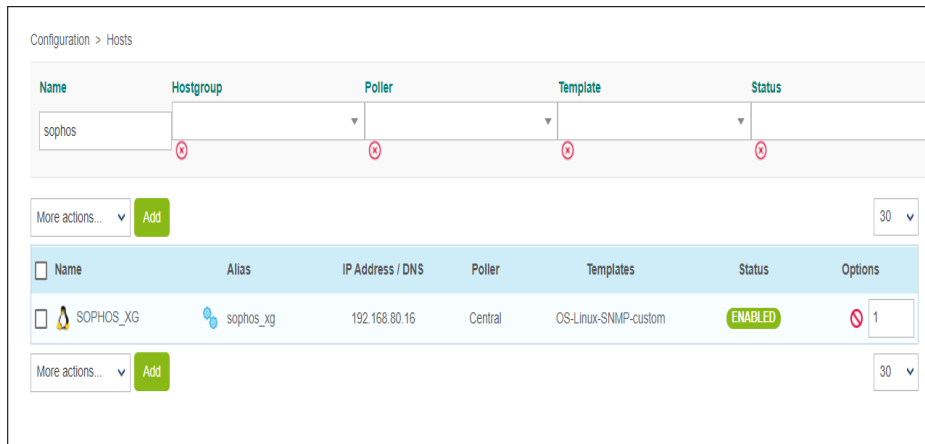 Configuration > Hosts
Name Hostgroup Poller Template Status
sophos
More actions... Add 30
Name Alias IP Address / DNS Poller Templates Status Options
SOPHOS_XG sophos_xg 192.168.80.16 Central OS-Linux-SNMP-custom ENABLED 1
More actions... Add 30